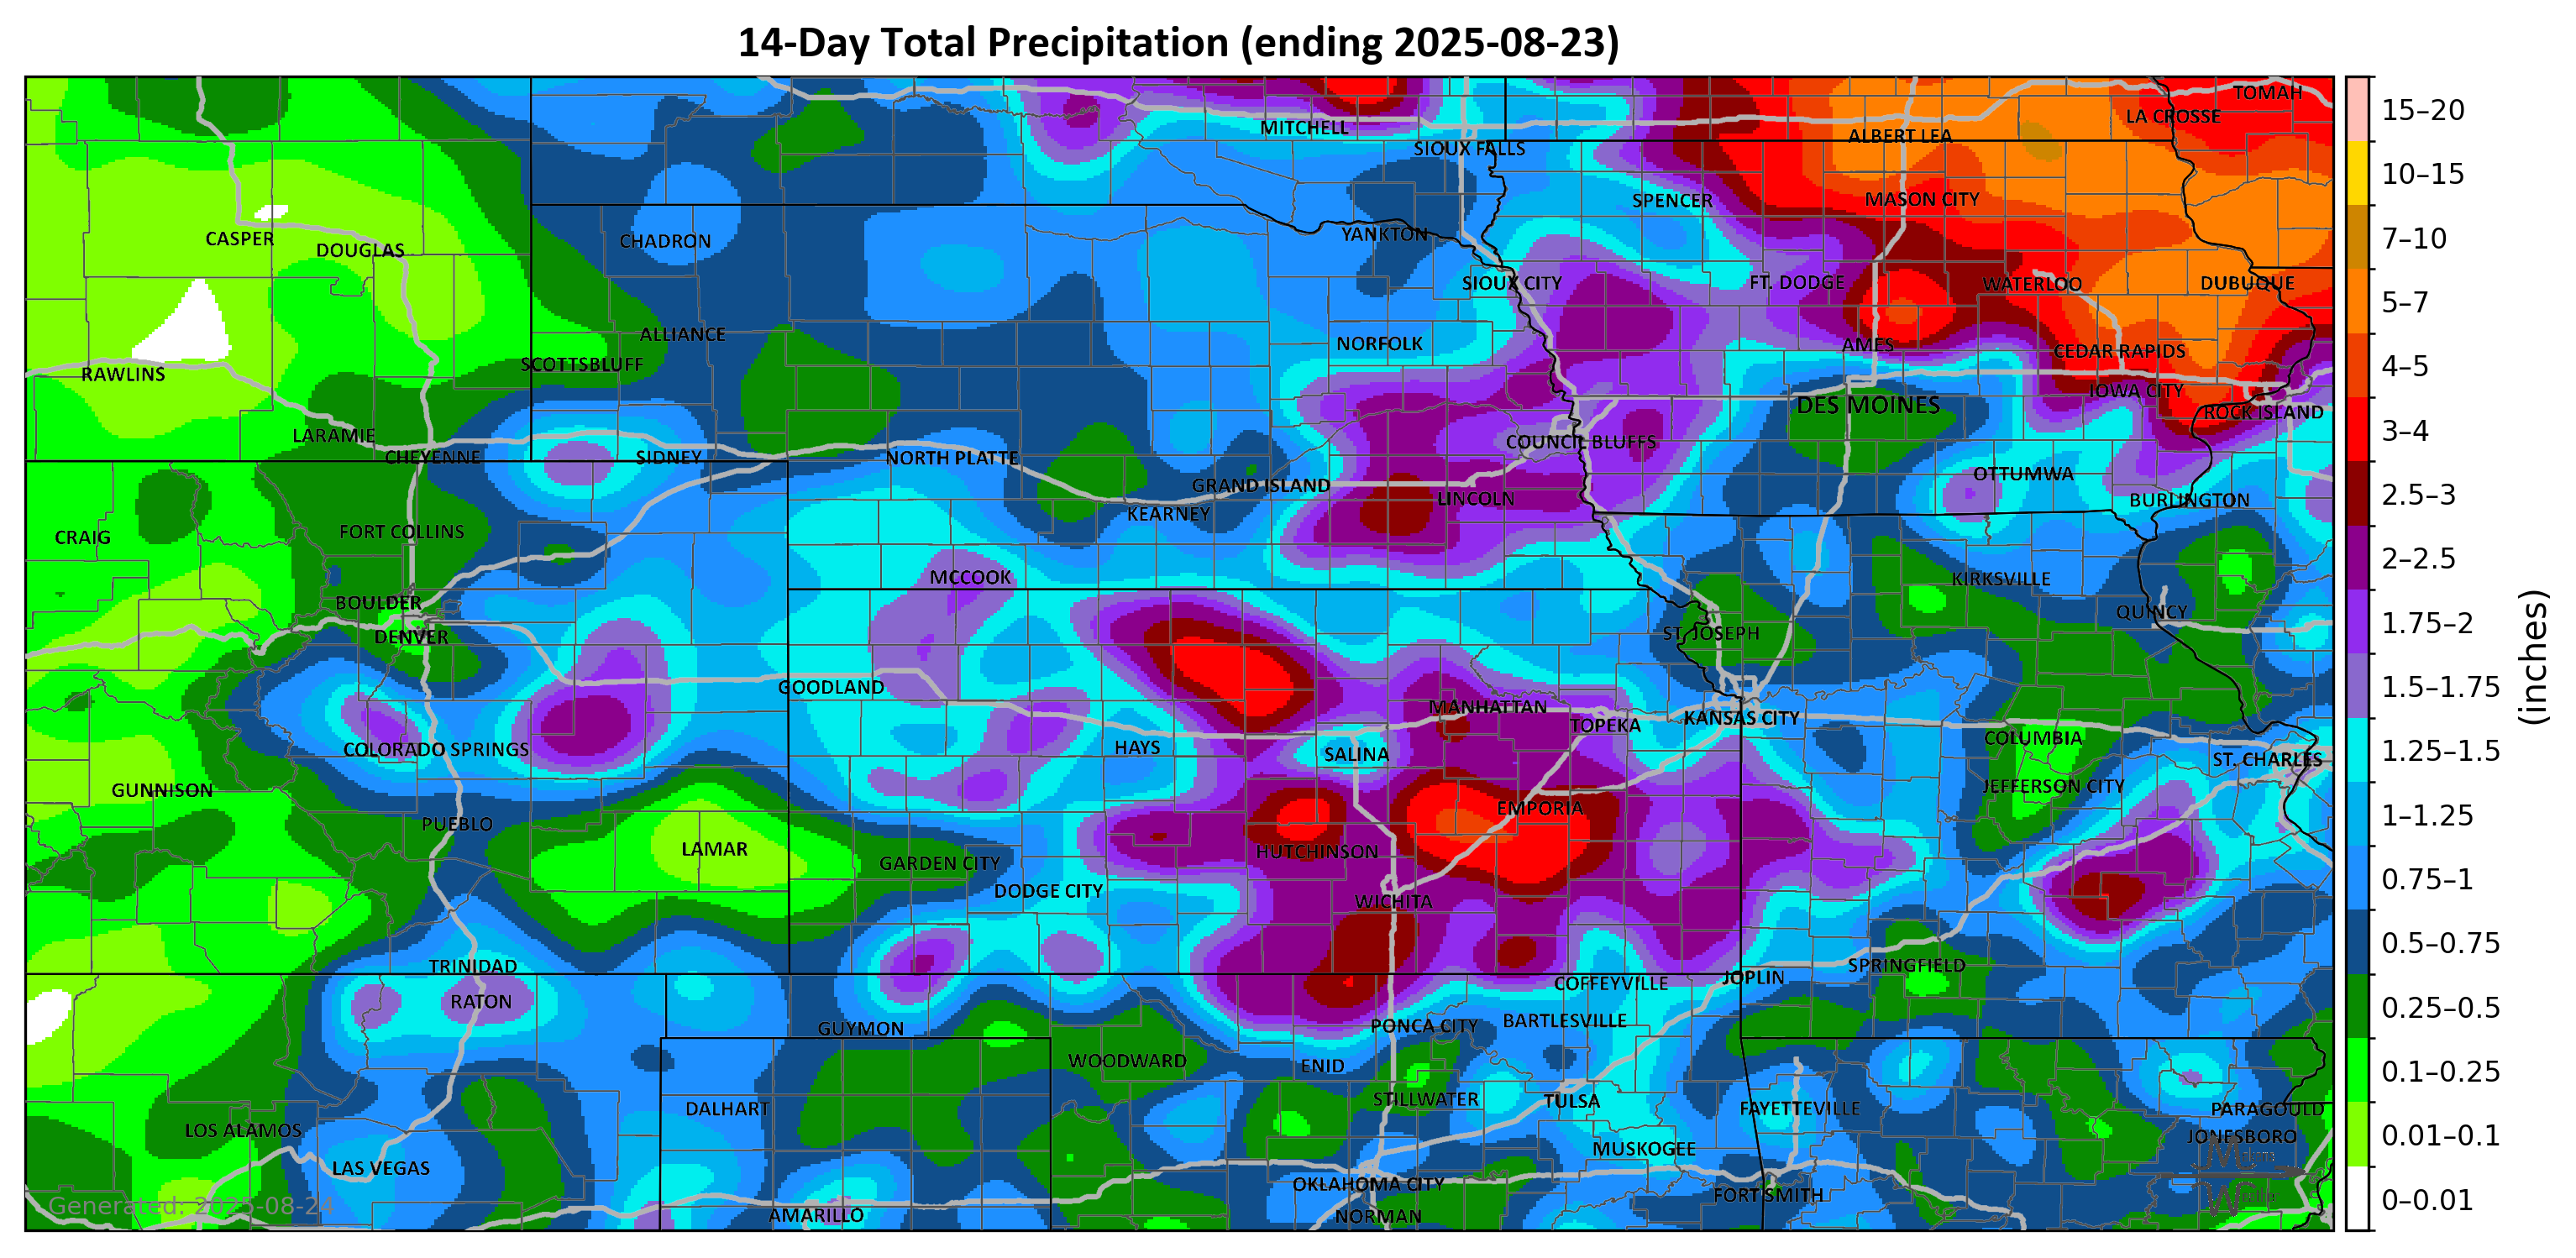 14-Day Total Precipitation (ending 2025-08-23)
TOMAH
LA CROSSE
MITCHELL
ALBERT LEA
SIOUX FALLS
SPENCER
MASON CITY
CASPER
DOUGLAS
CHADRON
YANKTON
SIOUX CITY
FT. DODGE
WATERLOO
DUBUQUE
ALLIANCE
NORFOLK
AMES
CEDAR RAPIDS
SCOTTSBLUFF
RAWLINS
IOWA CITY
DES MOINES
ROCK ISLAND
LARAMIE
COUNCIL BLUFFS
CHEYENNE
SIDNEY
NORTH PLATTE
OTTUMWA
GRAND ISLAND
LINCOLN
BURLINGTON
KEARNEY
FORT COLLINS
CRAIG
MCCOOK
KIRKSVILLE
BOULDER
QUINCY
DENVER
ST. JOSEPH
GOODLAND
MANHATTAN
TOPEKA
KANSAS CITY
COLUMBIA
COLORADO SPRINGS
HAYS
SALINA
ST. CHARLES
GUNNISON
JEFFERSON CITY
EMPORIA
PUEBLO
LAMAR
HUTCHINSON
GARDEN CITY
DODGE CITY
WICHITA
TRINIDAD
SPRINGFIELD
JOPLIN
COFFEYVILLE
RATON
GUYMON
PONCA CITY
BARTLESVILLE
WOODWARD
ENID
STILLWATER
TULSA
DALHART
FAYETTEVILLE
PARAGOULD
LOS ALAMOS
JONESBORO
MUSKOGEE
LAS VEGAS
OKLAHOMA CITY
FORT SMITH
AMARILLO
NORMAN
Generated: 2025-08-24
15–20
10–15
7–10
5–7
4–5
3–4
2.5–3
2–2.5
1.75–2
1.5–1.75
1.25–1.5
1–1.25
0.75–1
0.5–0.75
0.25–0.5
0.1–0.25
0.01–0.1
0–0.01
(inches)